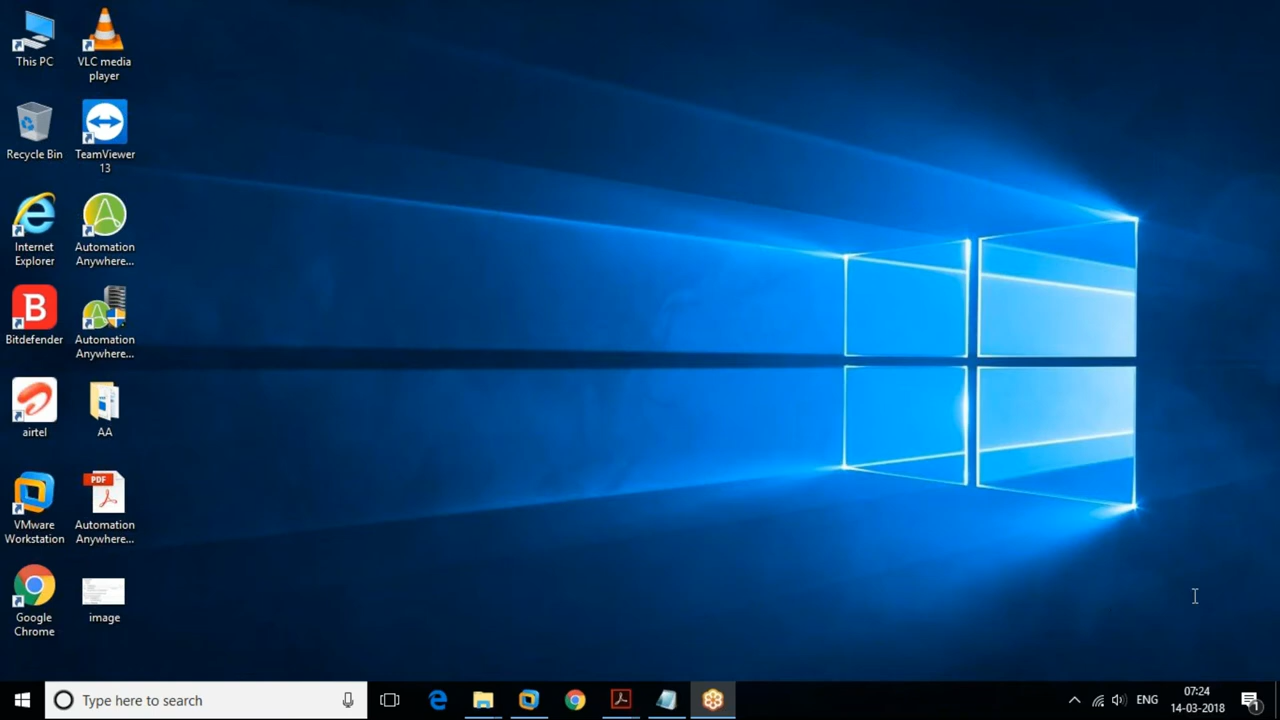 This PC
VLC media
player
Recycle Bin
TeamViewer
13
Internet
Explorer
Automation
Anywhere...
B
Bitdefender
Automation
Anywhere...
airtel
AA
VMware
Workstation
PDF
Automation
Anywhere...
Google
Chrome
image
Type here to search
ENG
07:24
14-03-2018
1